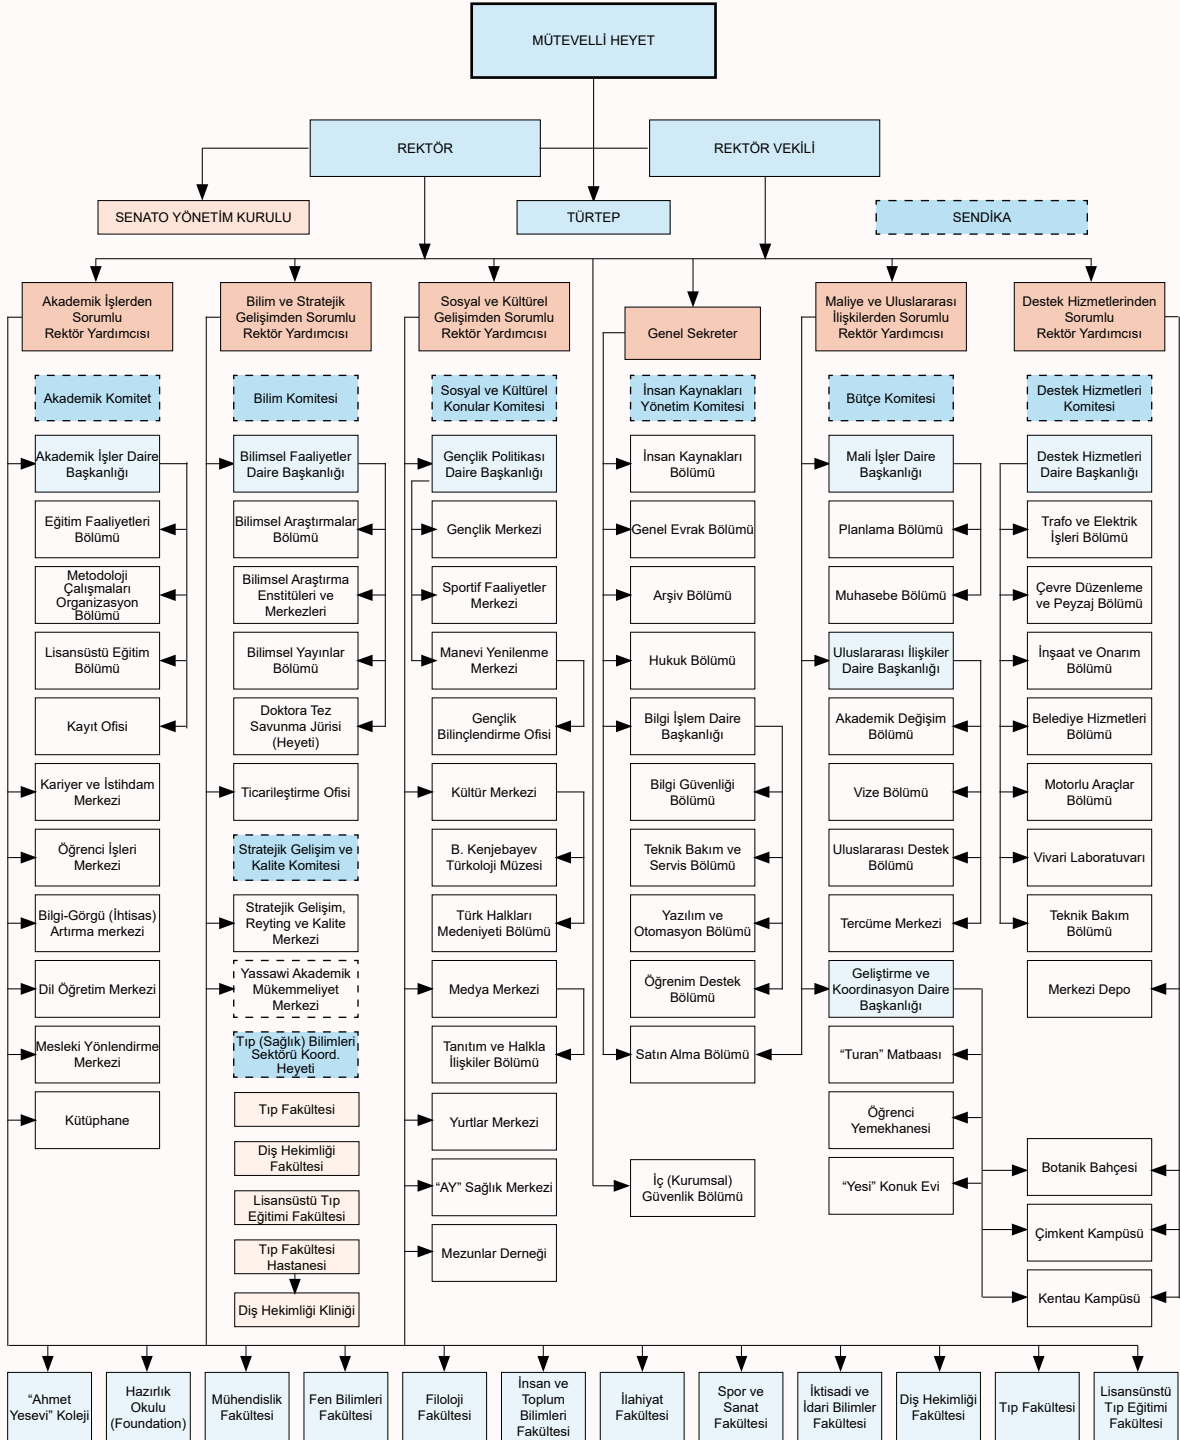 MÜTEVELLİ HEYET
REKTÖR
REKTÖR VEKİLİ
SENATO YÖNETİM KURULU
TÜRTEP
SENDİKA
Akademik İşlerden
Sorumlu
Rektör Yardımcısı
Bilim ve Stratejik
Gelişimden Sorumlu
Rektör Yardımcısı
Sosyal ve Kültürel
Gelişimden Sorumlu
Rektör Yardımcısı
Genel Sekreter
Maliye ve Uluslararası
İlişkilerden Sorumlu
Rektör Yardımcısı
Destek Hizmetlerinden
Sorumlu
Rektör Yardımcısı
Akademik Komitet
Akademik İşler Daire
Başkanlığı
Eğitim Faaliyetleri
Bölümü
Metodoloji
Çalışmaları
Organizasyon
Bölümü
Lisansüstü Eğitim
Bölümü
Kayıt Ofisi
Kariyer ve İstihdam
Merkezi
Öğrenci İşleri
Merkezi
Bilgi-Görgü (İhtisas)
Artırma merkezi
Dil Öğretim Merkezi
Mesleki Yönlendirme
Merkezi
Kütüphane
Bilim Komitesi
Bilimsel Faaliyetler
Daire Başkanlığı
Bilimsel Araştırmalar
Bölümü
Bilimsel Araştırma
Enstitüleri ve
Merkezleri
Bilimsel Yayınlar
Bölümü
Doktora Tez
Savunma Jürisi
(Heyeti)
Ticarileştirme Ofisi
Stratejik Gelişim ve
Kalite Komitesi
Stratejik Gelişim,
Reyting ve Kalite
Merkezi
Yassawi Akademik
Mükemmeliyet
Merkezi
Tıp (Sağlık) Bilimleri
Sektörü Koord.
Heyeti
Tıp Fakültesi
Diş Hekimliği
Fakültesi
Lisansüstü Tıp
Eğitimi Fakültesi
Tıp Fakültesi
Hastanesi
Diş Hekimliği Kliniği
Sosyal ve Kültürel
Konular Komitesi
Gençlik Politikası
Daire Başkanlığı
Gençlik Merkezi
Sportif Faaliyetler
Merkezi
Manevi Yenilenme
Merkezi
Gençlik
Bilinçlendirme Ofisi
Kültür Merkezi
B. Kenjebayev
Türkoloji Müzesi
Türk Halkları
Medeniyeti Bölümü
Medya Merkezi
Tanıtım ve Halkla
İlişkiler Bölümü
Yurtlar Merkezi
“AY” Sağlık Merkezi
Mezunlar Derneği
İnsan Kaynakları
Yönetim Komitesi
İnsan Kaynakları
Bölümü
Genel Evrak Bölümü
Arşiv Bölümü
Hukuk Bölümü
Bilgi İşlem Daire
Başkanlığı
Bilgi Güvenliği
Bölümü
Teknik Bakım ve
Servis Bölümü
Yazılım ve
Otomasyon Bölümü
Öğrenim Destek
Bölümü
Satın Alma Bölümü
İç (Kurumsal)
Güvenlik Bölümü
Bütçe Komitesi
Mali İşler Daire
Başkanlığı
Planlama Bölümü
Muhasebe Bölümü
Uluslararası İlişkiler
Daire Başkanlığı
Akademik Değişim
Bölümü
Vize Bölümü
Uluslararası Destek
Bölümü
Tercüme Merkezi
Geliştirme ve
Koordinasyon Daire
Başkanlığı
“Turan” Matbaası
Öğrenci
Yemekhanesi
“Yesi” Konuk Evi
Destek Hizmetleri
Komitesi
Destek Hizmetleri
Daire Başkanlığı
Trafo ve Elektrik
İşleri Bölümü
Çevre Düzenleme
ve Peyzaj Bölümü
İnşaat ve Onarım
Bölümü
Belediye Hizmetleri
Bölümü
Motorlu Araçlar
Bölümü
Vivari Laboratuvarı
Teknik Bakım
Bölümü
Merkezi Depo
Botanik Bahçesi
Çimkent Kampüsü
Kentau Kampüsü
“Ahmet
Yesevi” Koleji
Hazırlık
Okulu
(Foundation)
Mühendislik
Fakültesi
Fen Bilimleri
Fakültesi
Filoloji
Fakültesi
İnsan ve
Toplum
Bilimleri
Fakültesi
İlahiyat
Fakültesi
Spor ve
Sanat
Fakültesi
İktisadi ve
İdari Bilimler
Fakültesi
Diş Hekimliği
Fakültesi
Tıp Fakültesi
Lisansünstü
Tıp Eğitimi
Fakültesi